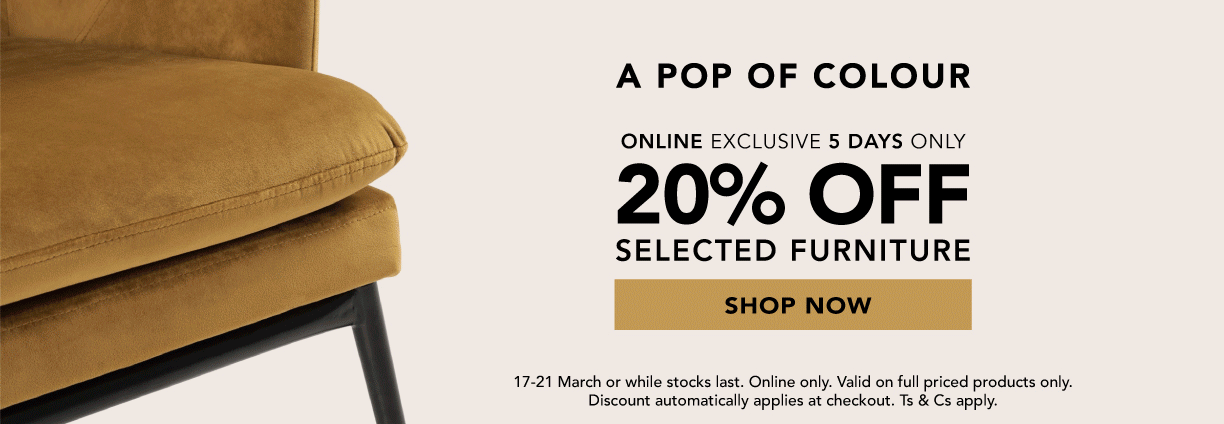 A POP OF COLOUR
ONLINE EXCLUSIVE 5 DAYS ONLY
20% OFF
SELECTED FURNITURE
SHOP NOW
17-21 March or while stocks last. Online only. Valid on full priced products only.
Discount automatically applies at checkout. Ts & Cs apply.